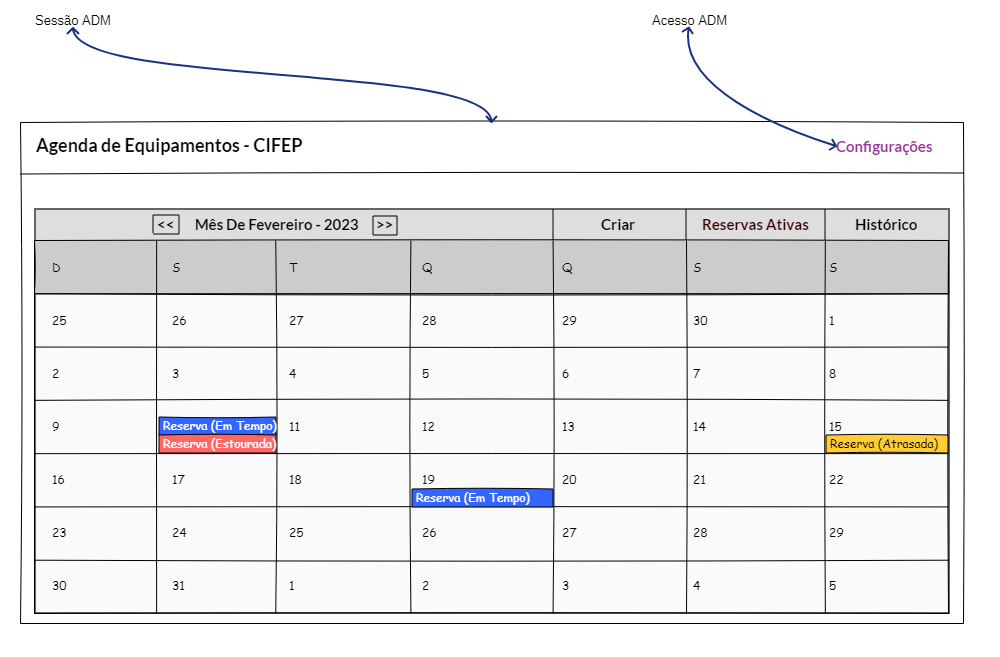 Sessão ADM Acesso ADM
Agenda de Equipamentos - CIFEP Configurações
<< Mês De Fevereiro - 2023 >> Criar Reservas Ativas Histórico
D S T Q Q S S
25 26 27 28 29 30 1
2 3 4 5 6 7 8
9 Reserva (Em Tempo) 11 12 13 14 15
Reserva (Estourada) Reserva (Atrasada)
16 17 18 19 20 21 22
Reserva (Em Tempo)
23 24 25 26 27 28 29
30 31 1 2 3 4 5